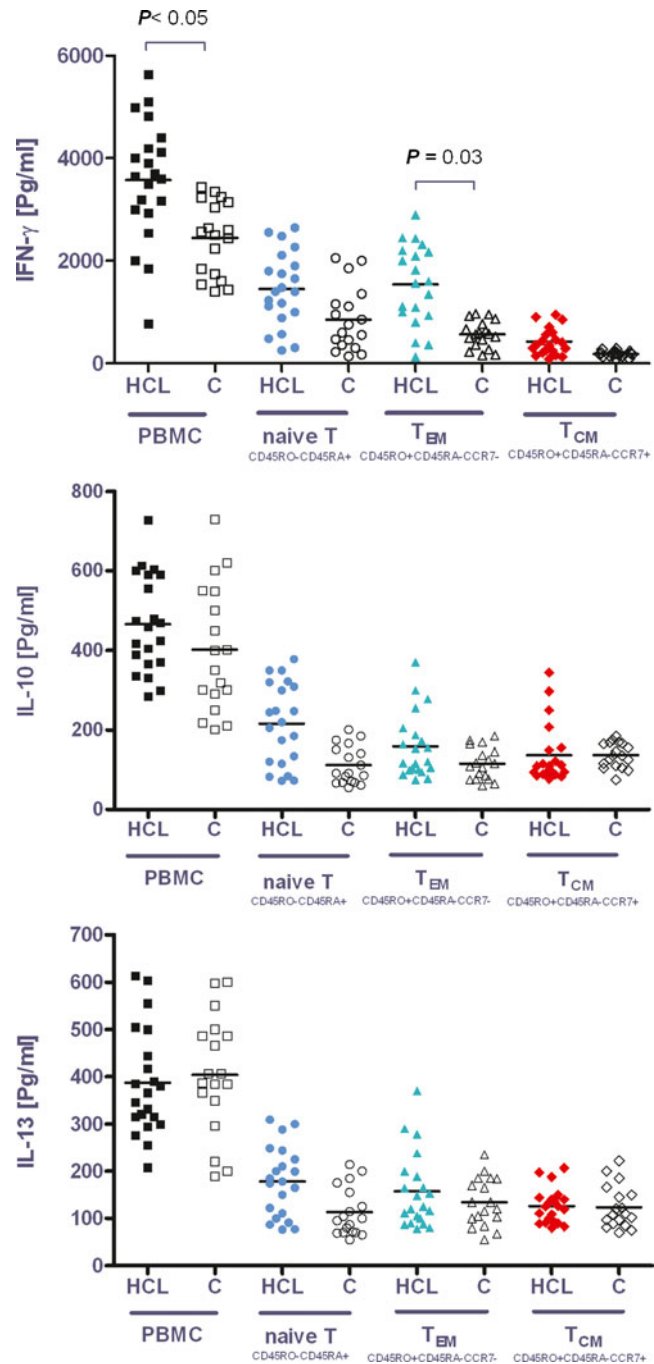 P< 0.05
P = 0.03
IFN-γ [Pg/ml]
6000
4000
2000
0
HCL C HCL C HCL C HCL C
PBMC naive T TEM TCM
CD45RO-CD45RA+ CD45RO+CD45RA-CCR7- CD45RO+CD45RA-CCR7+
IL-10 [Pg/ml]
800
600
400
200
0
HCL C HCL C HCL C HCL C
PBMC naive T TEM TCM
CD45RO-CD45RA+ CD45RO+CD45RA-CCR7- CD45RO+CD45RA-CCR7+
IL-13 [Pg/ml]
700
600
500
400
300
200
100
0
HCL C HCL C HCL C HCL C
PBMC naive T TEM TCM
CD45RO-CD45RA+ CD45RO+CD45RA-CCR7- CD45RO+CD45RA-CCR7+